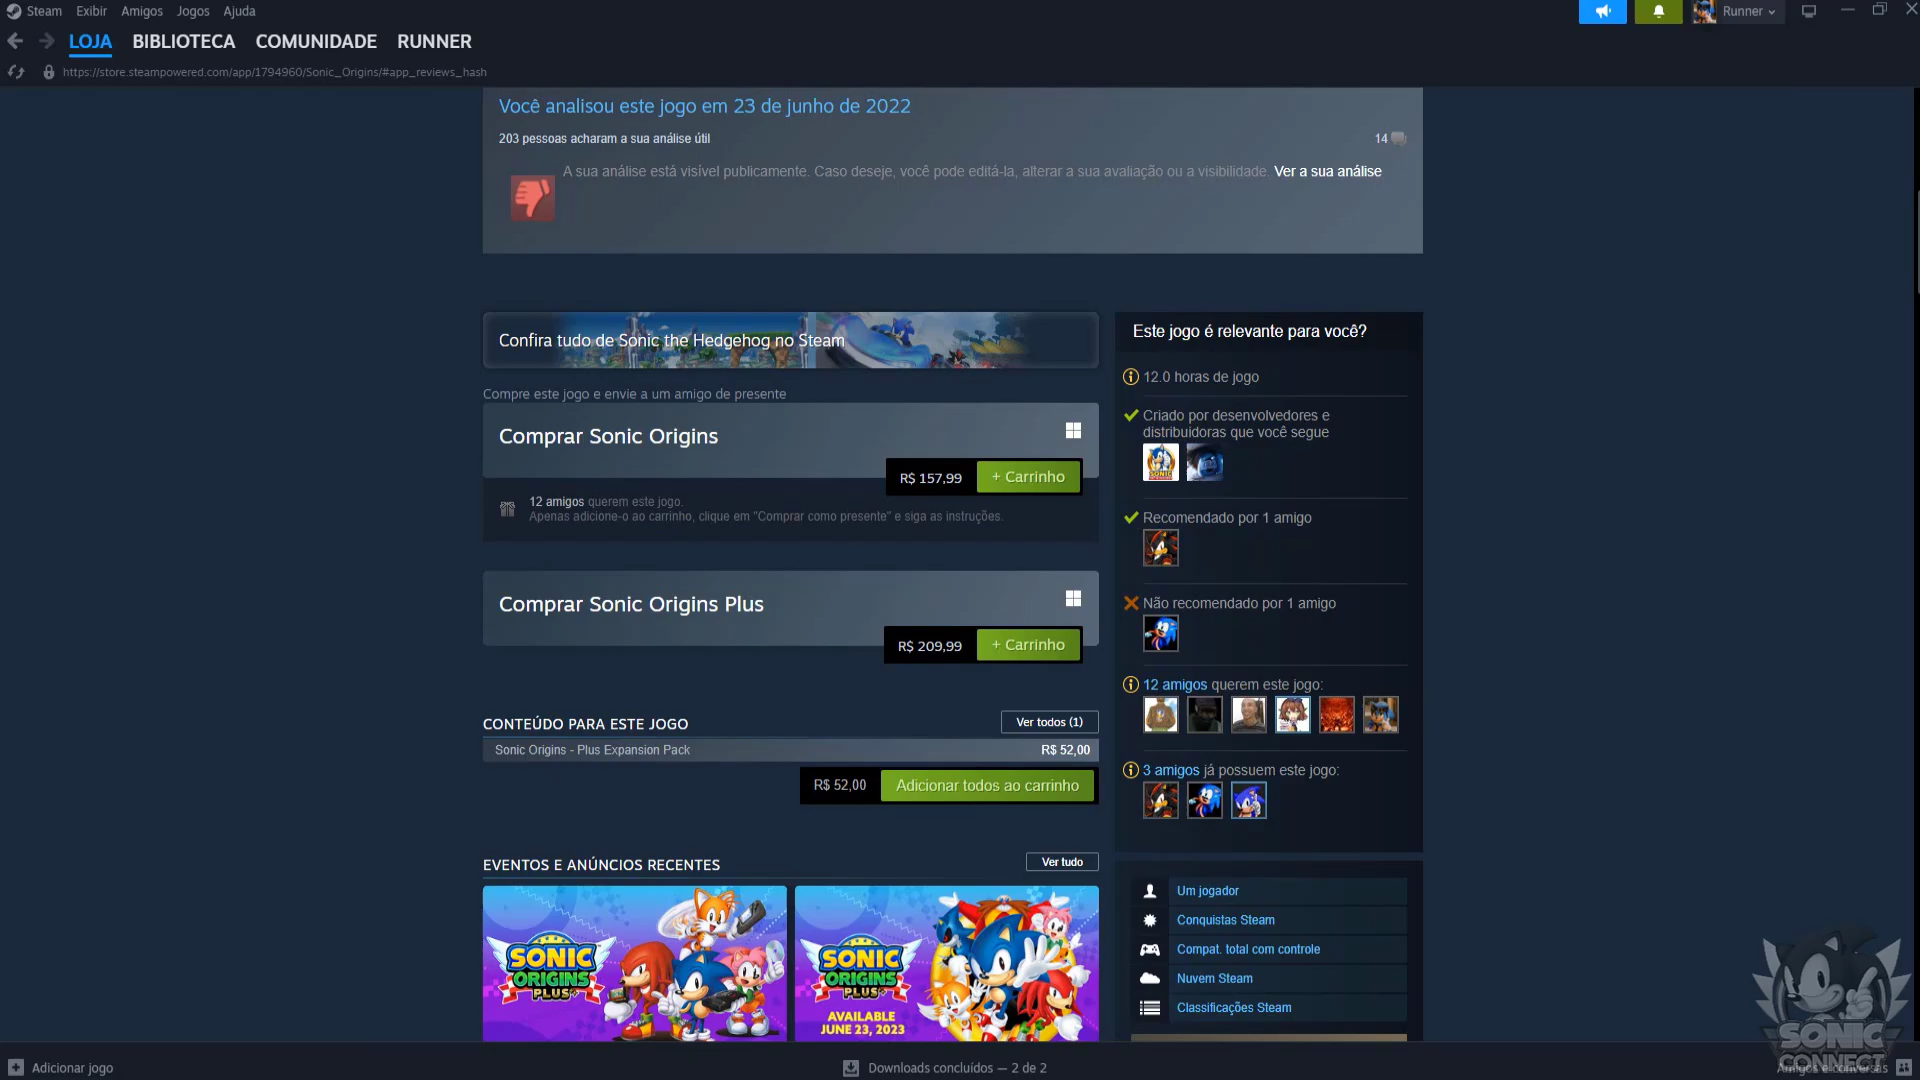 Steam Exibir Amigos Jogos Ajuda
Runner
LOJA BIBLIOTECA COMUNIDADE RUNNER
https://store.steampowered.com/app/1794960/Sonic_Origins/#app_reviews_hash
Você analisou este jogo em 23 de junho de 2022
203 pessoas acharam a sua análise útil
14
A sua análise está visível publicamente. Caso deseje, você pode editá-la, alterar a sua avaliação ou a visibilidade. Ver a sua análise
Confira tudo de Sonic the Hedgehog no Steam
Compre este jogo e envie a um amigo de presente
Comprar Sonic Origins
R$ 157,99
+ Carrinho
12 amigos querem este jogo.
Apenas adicione-o ao carrinho, clique em "Comprar como presente" e siga as instruções.
Comprar Sonic Origins Plus
R$ 209,99
+ Carrinho
CONTEÚDO PARA ESTE JOGO
Ver todos (1)
Sonic Origins - Plus Expansion Pack
R$ 52,00
R$ 52,00
Adicionar todos ao carrinho
EVENTOS E ANÚNCIOS RECENTES
Ver tudo
SONIC
ORIGINS
PLUS+
SONIC
ORIGINS
PLUS+
AVAILABLE
JUNE 23, 2023
Este jogo é relevante para você?
12.0 horas de jogo
Criado por desenvolvedores e
distribuidoras que você segue
Recomendado por 1 amigo
Não recomendado por 1 amigo
12 amigos querem este jogo:
3 amigos já possuem este jogo:
Um jogador
Conquistas Steam
Compat. total com controle
Nuvem Steam
Classificações Steam
SONIC
CONNECT
Adicionar jogo
Downloads concluídos — 2 de 2
Amigos e conversas